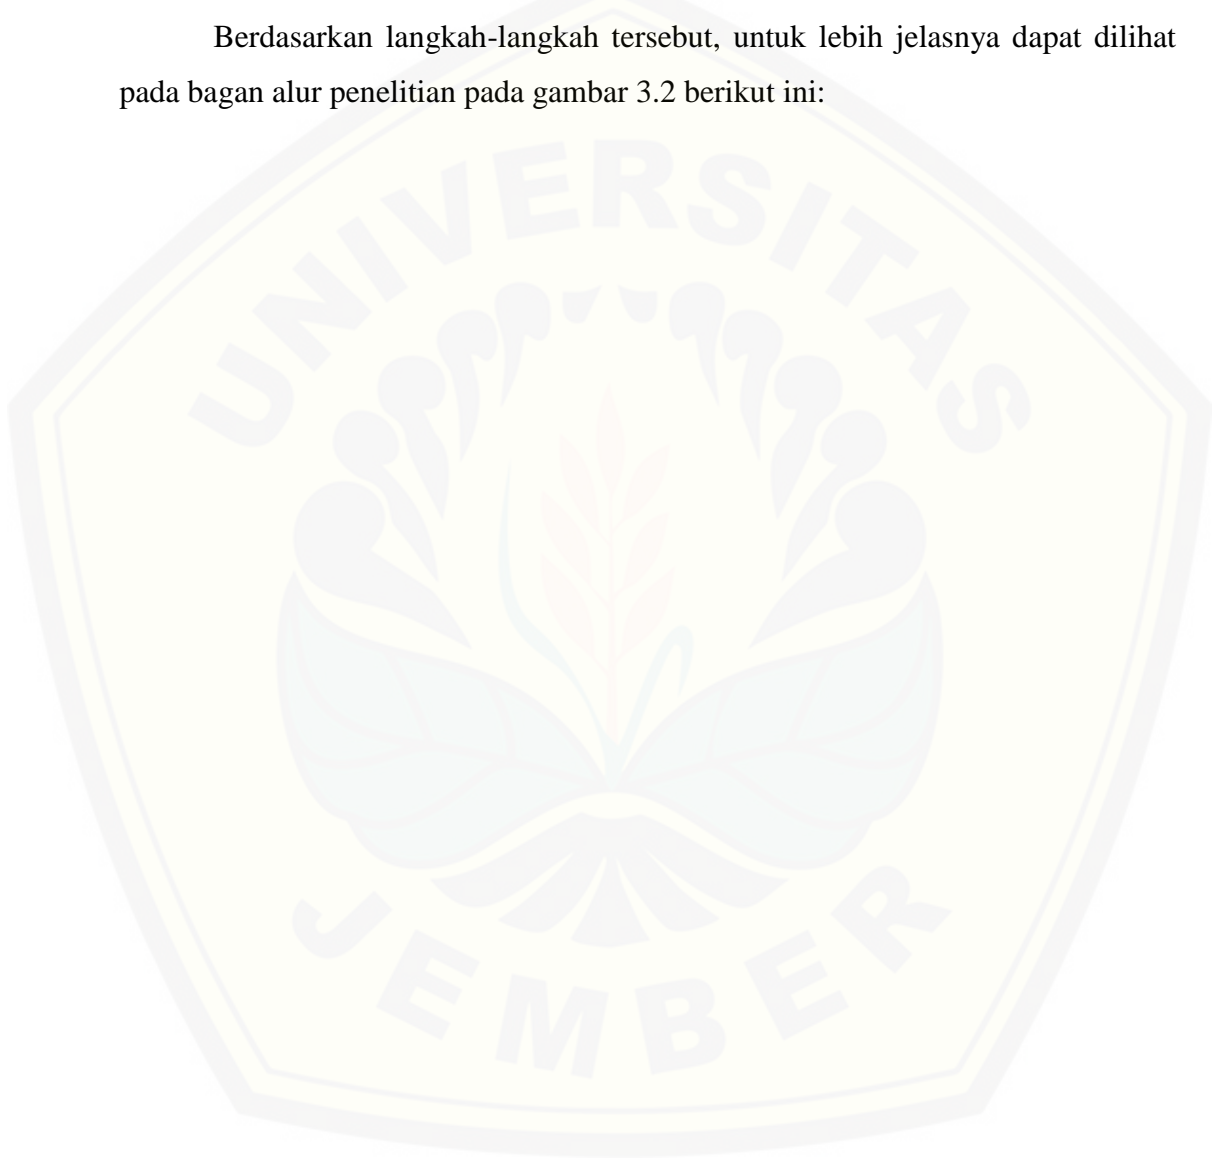 Berdasarkan langkah-langkah tersebut, untuk lebih jelasnya dapat dilihat
pada bagan alur penelitian pada gambar 3.2 berikut ini:
UNIVERSITAS
JEMBER